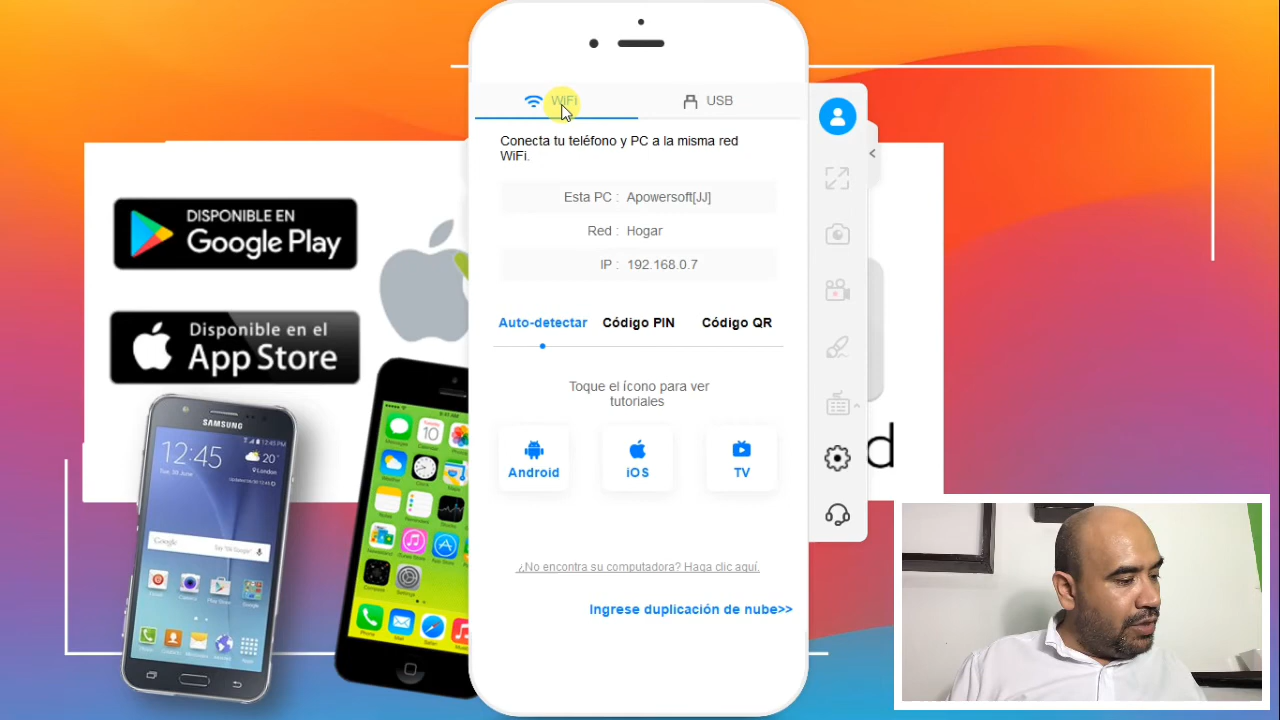 WiFi
USB
Conecta tu teléfono y PC a la misma red
WiFi.
Esta PC : Apowersoft[JJ]
Red : Hogar
IP : 192.168.0.7
Auto-detectar Código PIN Código QR
Toque el ícono para ver
tutoriales
Android
iOS
TV
¿No encontra su computadora? Haga clic aquí.
Ingrese duplicación de nube>>
DISPONIBLE EN
Google Play
Disponible en el
App Store
SAMSUNG
12:45
20°
Google
d